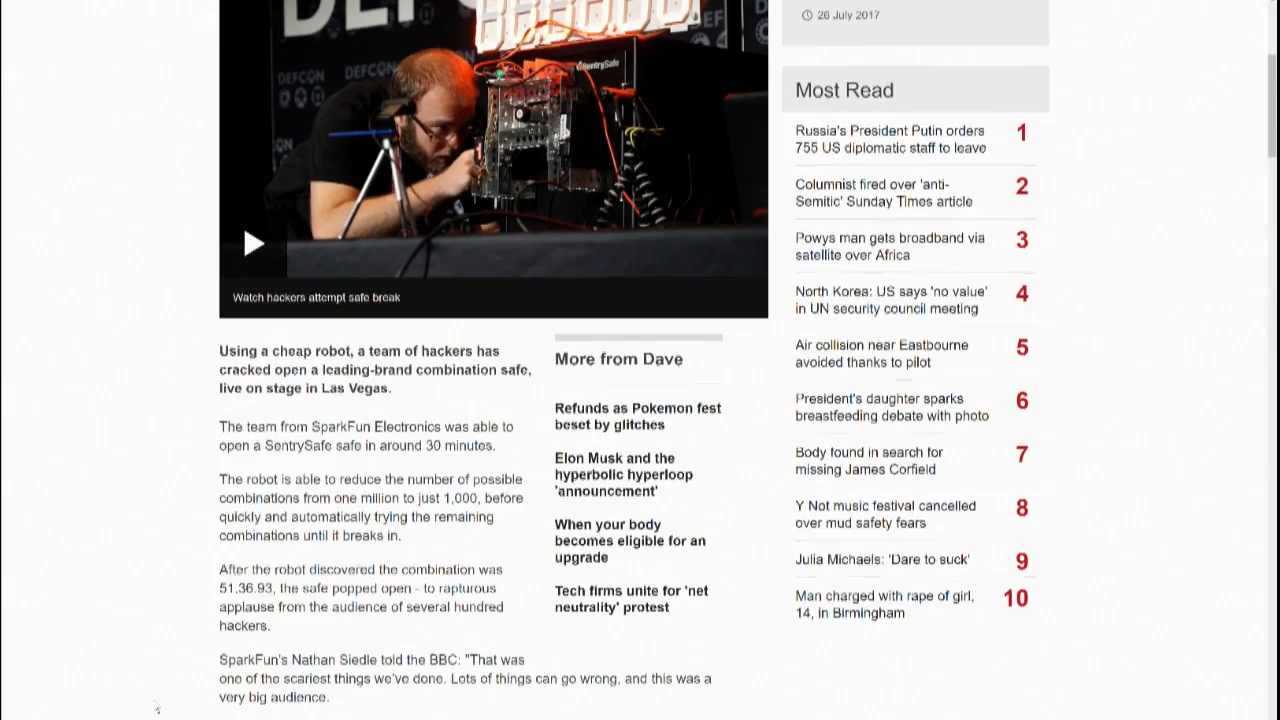 DEFCON
DEF
DEFCON DEFCON
SentrySafe
Watch hackers attempt safe break
Using a cheap robot, a team of hackers has
cracked open a leading-brand combination safe,
live on stage in Las Vegas.
The team from SparkFun Electronics was able to
open a SentrySafe safe in around 30 minutes.
The robot is able to reduce the number of possible
combinations from one million to just 1,000, before
quickly and automatically trying the remaining
combinations until it breaks in.
After the robot discovered the combination was
51.36.93, the safe popped open - to rapturous
applause from the audience of several hundred
hackers.
SparkFun's Nathan Siedle told the BBC: "That was
one of the scariest things we've done. Lots of things can go wrong, and this was a
very big audience.
More from Dave
Refunds as Pokemon fest
beset by glitches
Elon Musk and the
hyperbolic hyperloop
'announcement'
When your body
becomes eligible for an
upgrade
Tech firms unite for 'net
neutrality' protest
26 July 2017
Most Read
Russia's President Putin orders 1
755 US diplomatic staff to leave
Columnist fired over 'anti- 2
Semitic' Sunday Times article
Powys man gets broadband via 3
satellite over Africa
North Korea: US says 'no value' 4
in UN security council meeting
Air collision near Eastbourne 5
avoided thanks to pilot
President's daughter sparks 6
breastfeeding debate with photo
Body found in search for 7
missing James Corfield
Y Not music festival cancelled 8
over mud safety fears
Julia Michaels: 'Dare to suck' 9
Man charged with rape of girl, 10
14, in Birmingham